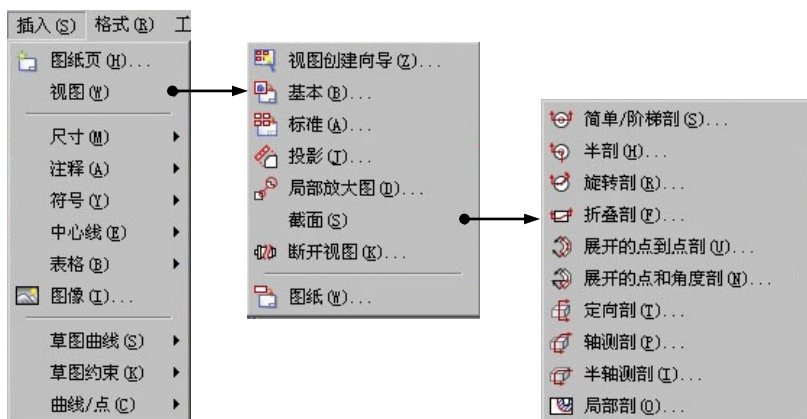 插入(S) 格式(R) 工
图纸页(H)...
视图(W)
尺寸(M)
注释(A)
符号(Y)
中心线(E)
表格(B)
图像(I)...
草图曲线(S)
草图约束(K)
曲线/点(C)
视图创建向导(Z)...
基本(B)...
标准(A)...
投影(J)...
局部放大图(D)...
截面(S)
断开视图(K)...
图纸(W)...
简单/阶梯剖(S)...
半剖(H)...
旋转剖(R)...
折叠剖(F)...
展开的点到点剖(U)...
展开的点和角度剖(N)...
定向剖(T)...
轴测剖(P)...
半轴测剖(I)...
局部剖(O)...